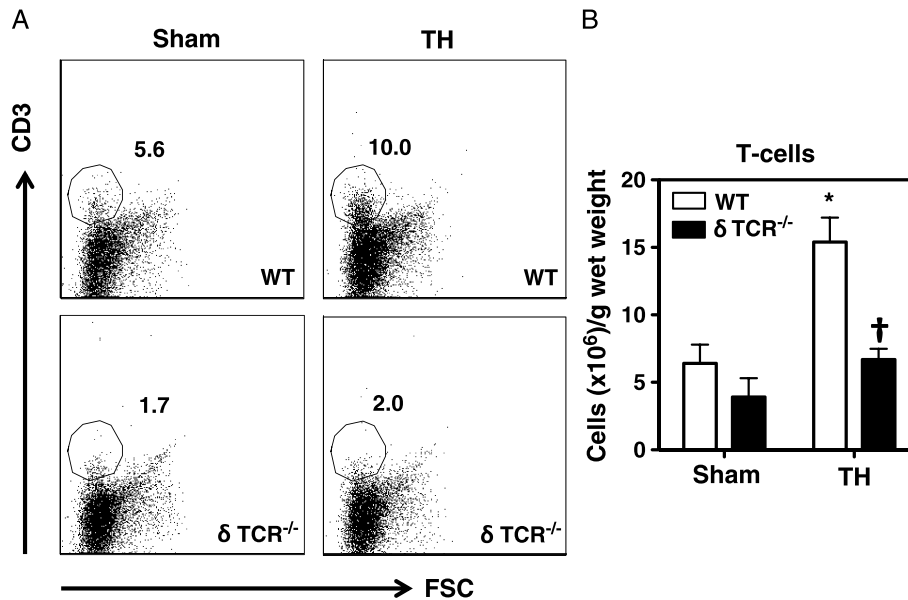 A
B
Sham
TH
CD3
5.6
WT
10.0
WT
1.7
δ TCR-/-
2.0
δ TCR-/-
FSC
T-cells
Cells (x10⁶)/g wet weight
20
15
10
5
0
WT
δ TCR-/-
*
†
Sham
TH